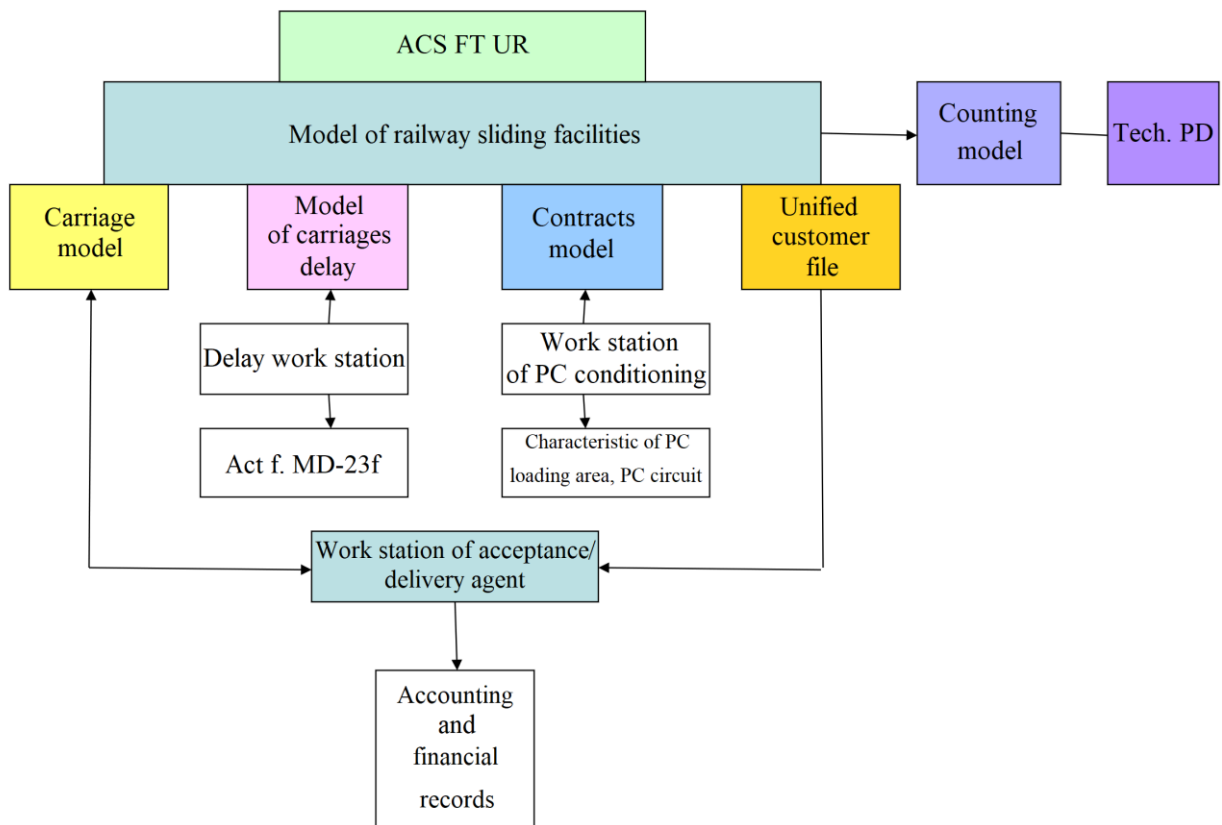 ACS FT UR
Model of railway sliding facilities
Counting
model
Tech. PD
Carriage
model
Model
of carriages
delay
Contracts
model
Unified
customer
file
Delay work station
Work station
of PC conditioning
Act f. MD-23f
Characteristic of PC
loading area, PC circuit
Work station of acceptance/
delivery agent
Accounting
and
financial
records